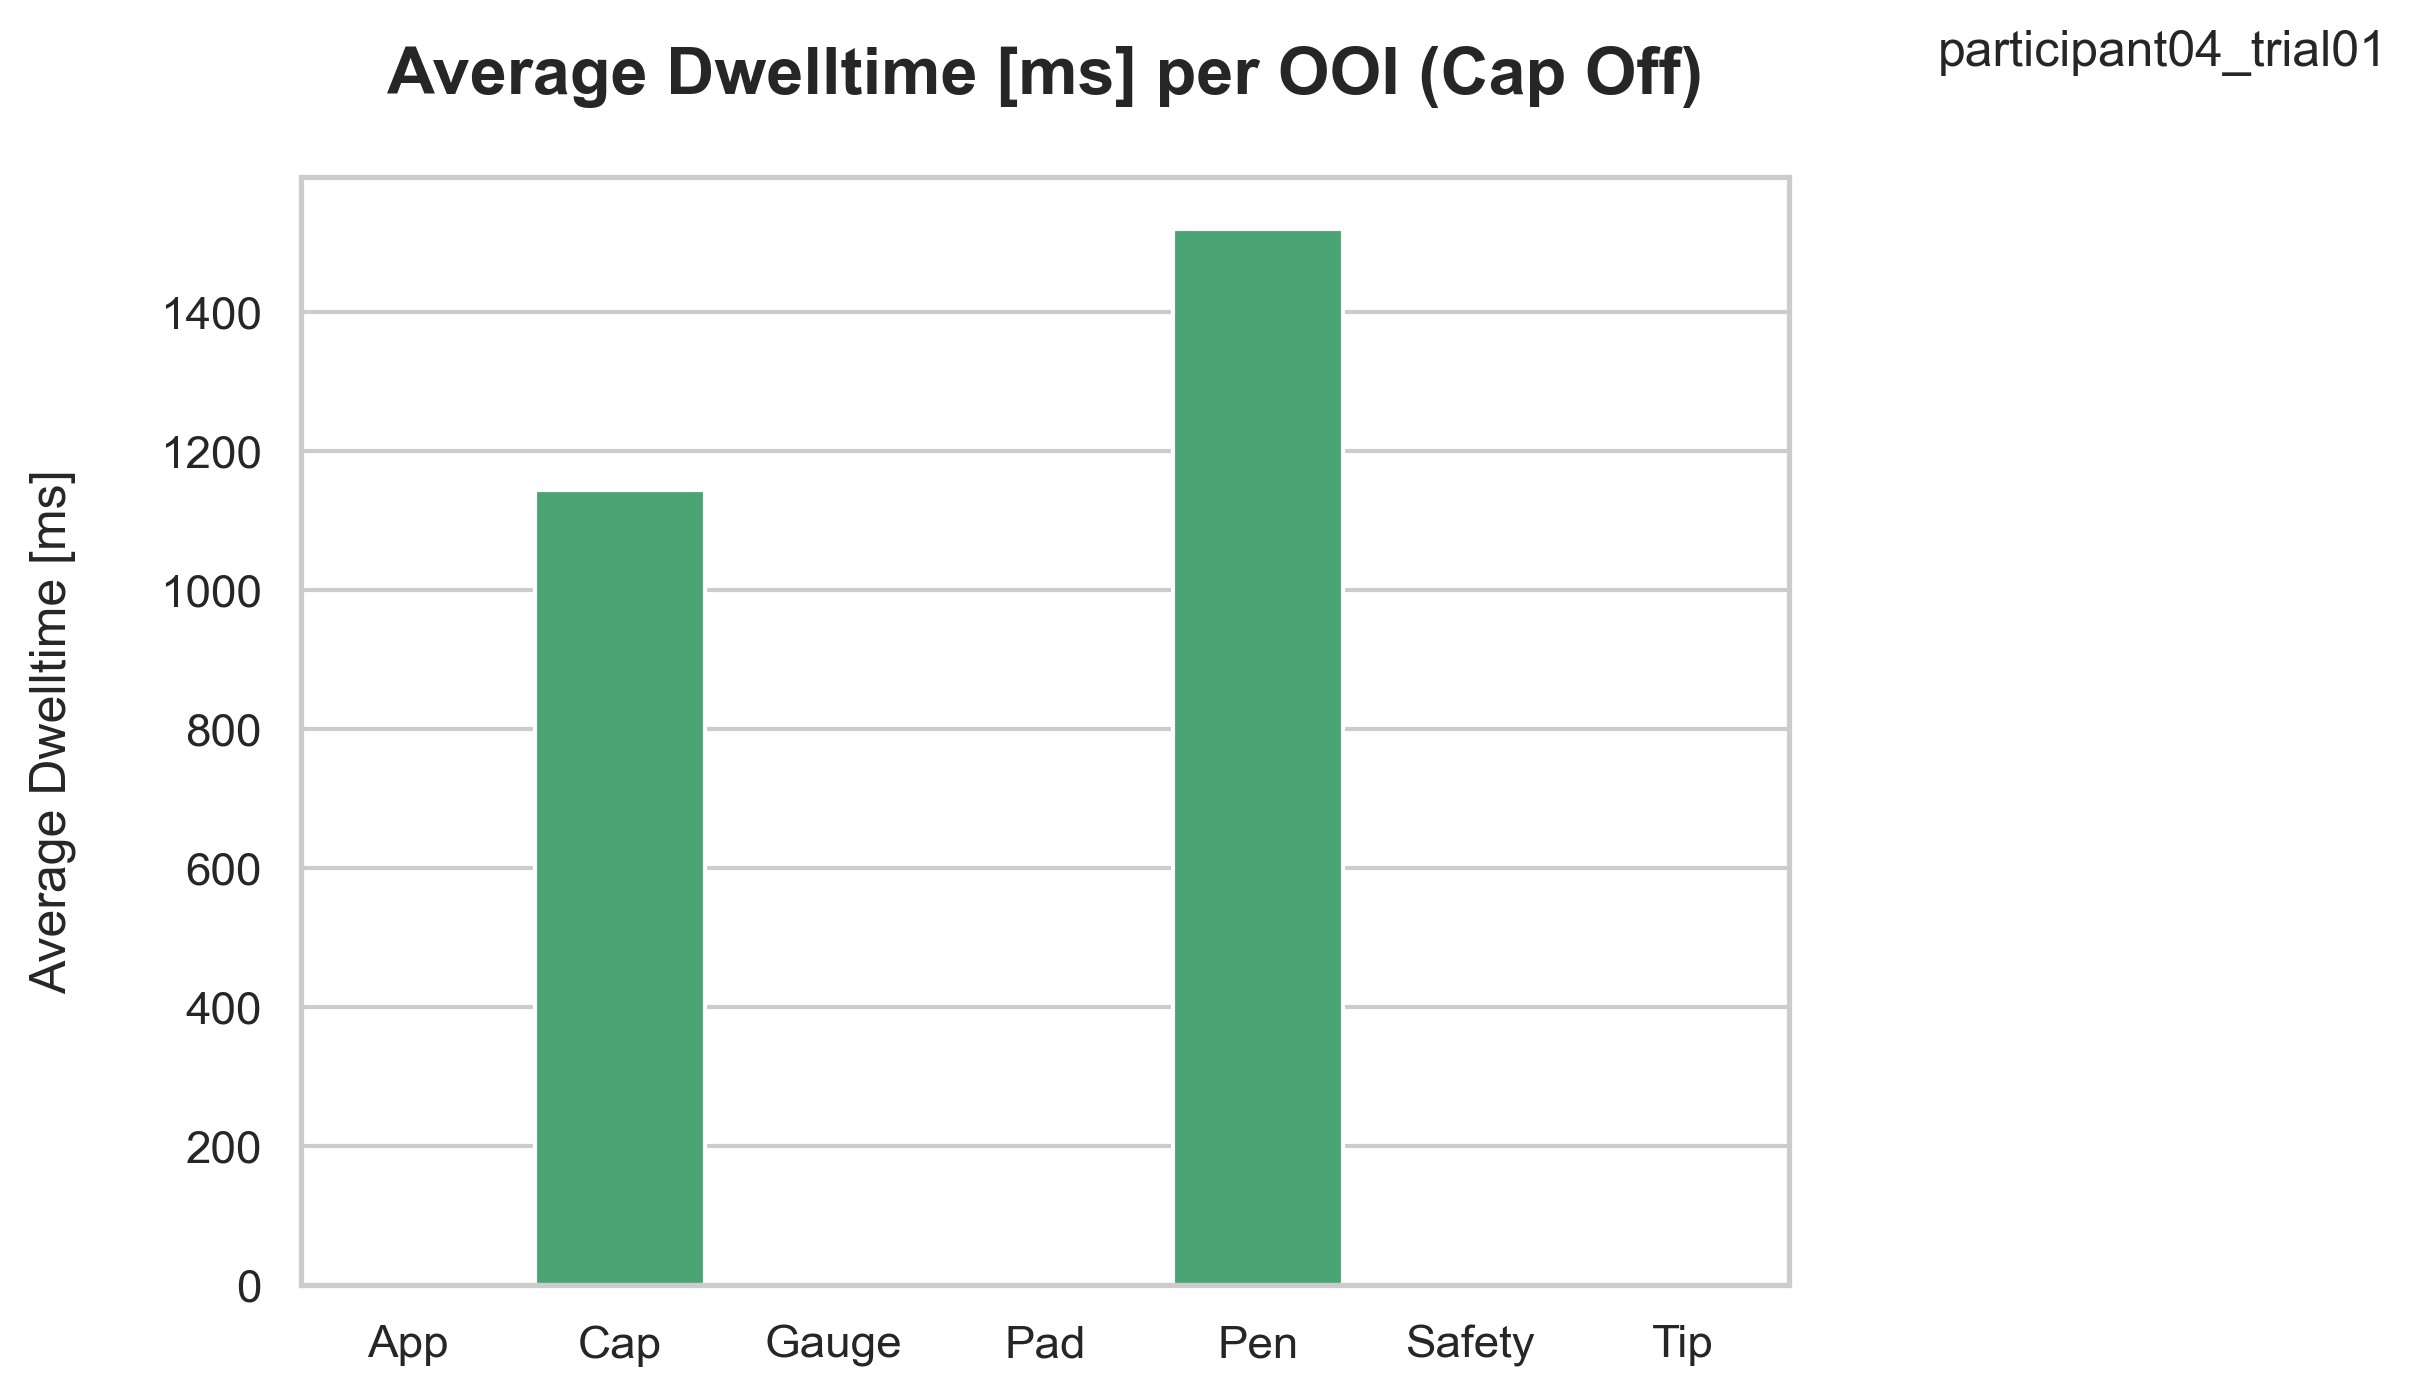 Average Dwelltime [ms] per OOI (Cap Off)
participant04_trial01
Average Dwelltime [ms]
1400
1200
1000
800
600
400
200
0
App Cap Gauge Pad Pen Safety Tip